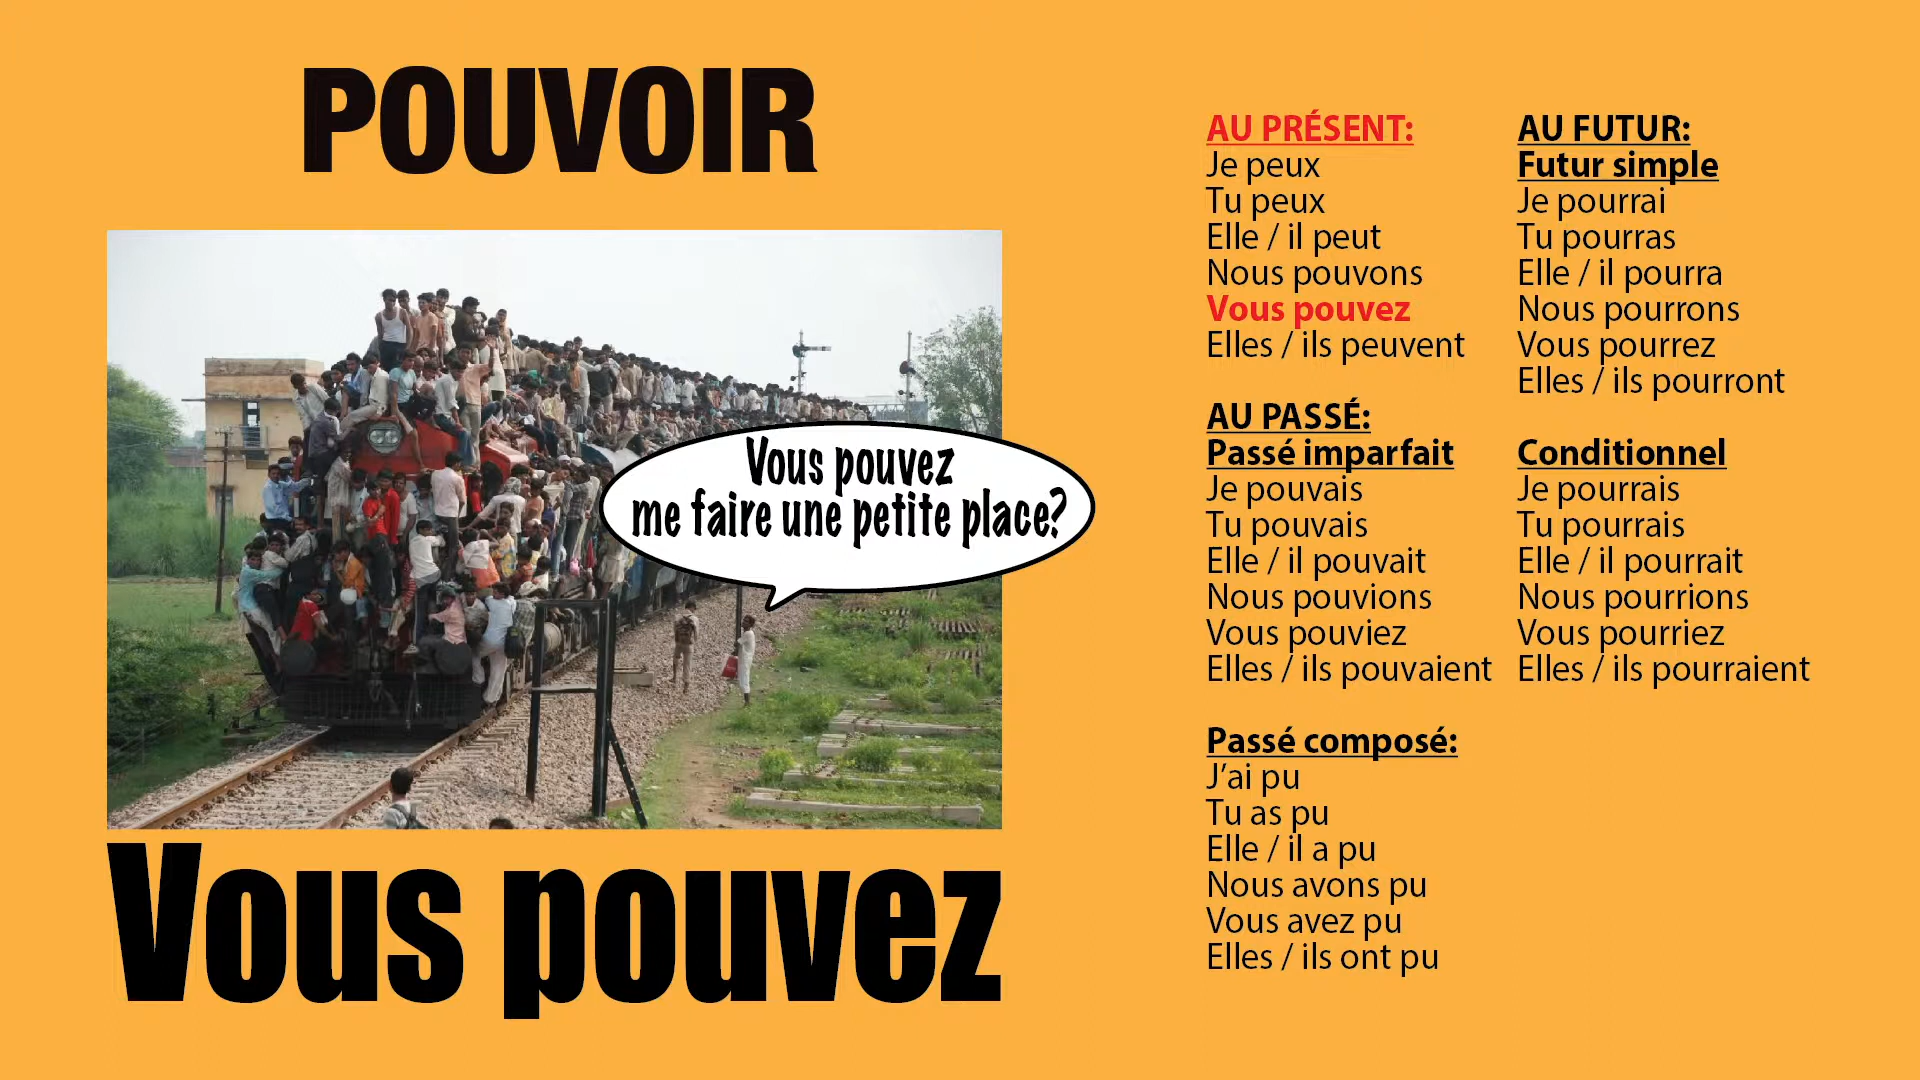 POUVOIR
Vous pouvez
me faire une petite place?
Vous pouvez
AU PRÉSENT:
Je peux
Tu peux
Elle / il peut
Nous pouvons
Vous pouvez
Elles / ils peuvent
AU PASSÉ:
Passé imparfait
Je pouvais
Tu pouvais
Elle / il pouvait
Nous pouvions
Vous pouviez
Elles / ils pouvaient
Passé composé:
J’ai pu
Tu as pu
Elle / il a pu
Nous avons pu
Vous avez pu
Elles / ils ont pu
AU FUTUR:
Futur simple
Je pourrai
Tu pourras
Elle / il pourra
Nous pourrons
Vous pourrez
Elles / ils pourront
Conditionnel
Je pourrais
Tu pourrais
Elle / il pourrait
Nous pourrions
Vous pourriez
Elles / ils pourraient